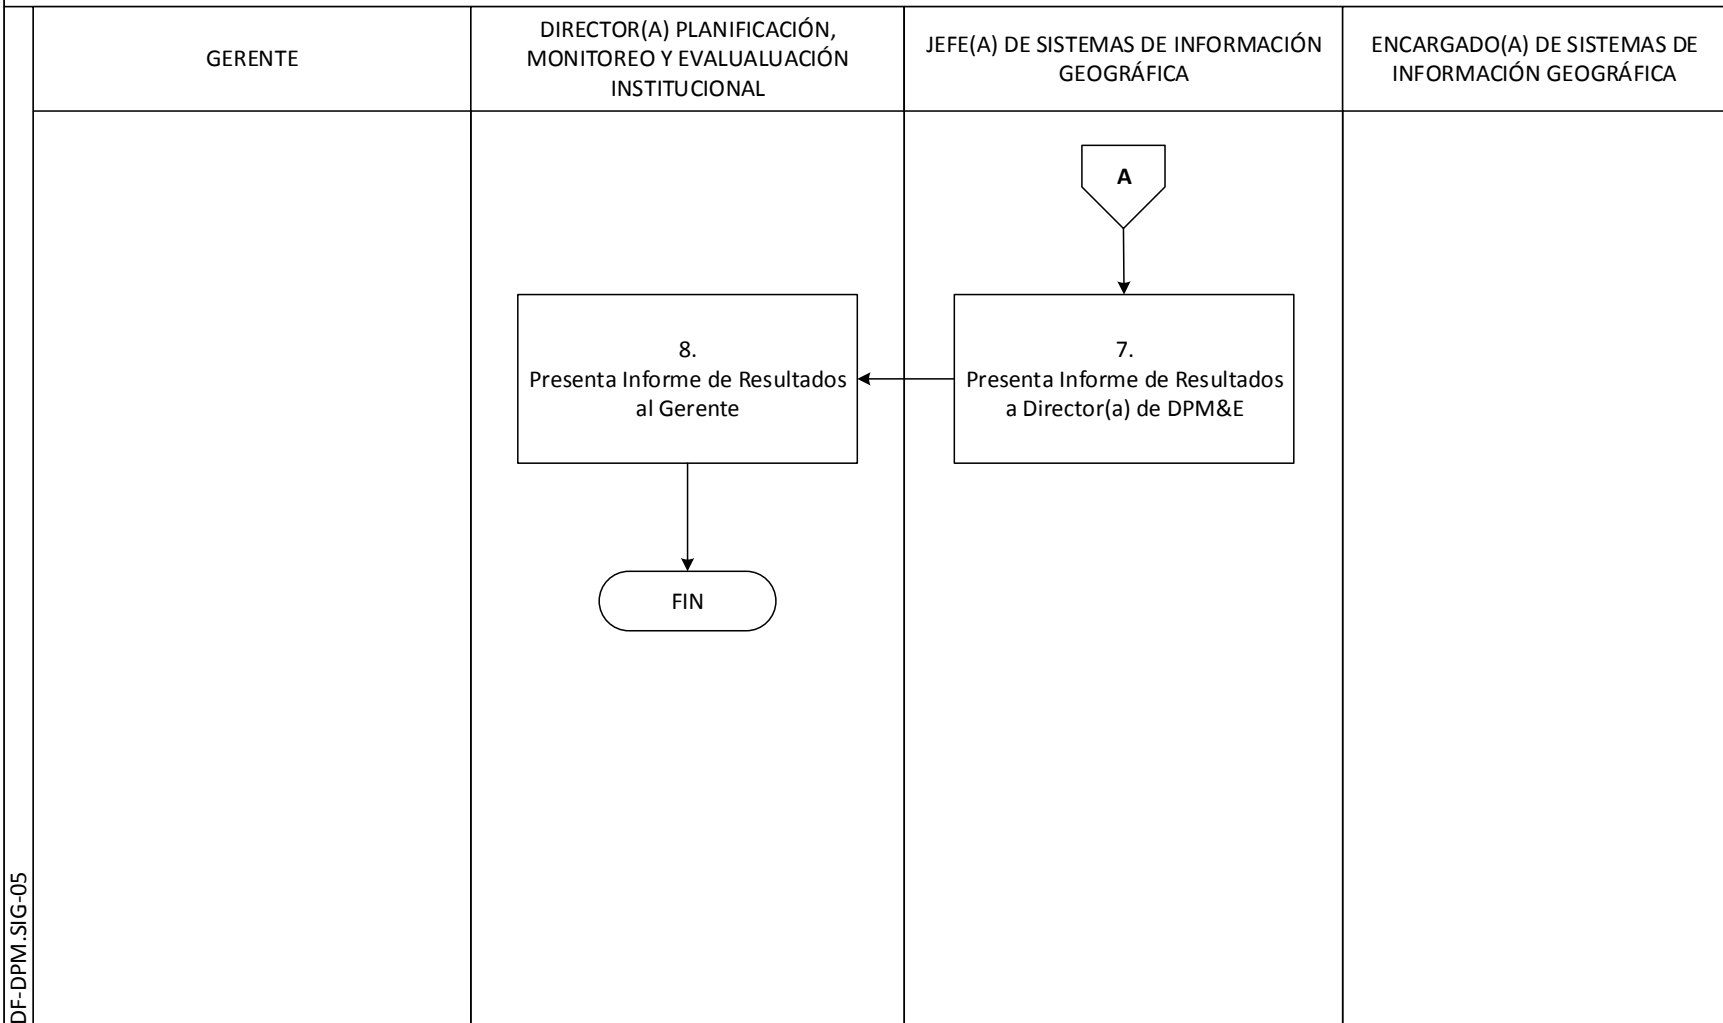 GERENTE
DIRECTOR(A) PLANIFICACIÓN,
MONITOREO Y EVALUALUACIÓN
INSTITUCIONAL
JEFE(A) DE SISTEMAS DE INFORMACIÓN
GEOGRÁFICA
ENCARGADO(A) DE SISTEMAS DE
INFORMACIÓN GEOGRÁFICA
A
7.
Presenta Informe de Resultados
a Director(a) de DPM&E
8.
Presenta Informe de Resultados
al Gerente
FIN
DF-DPM.SIG-05